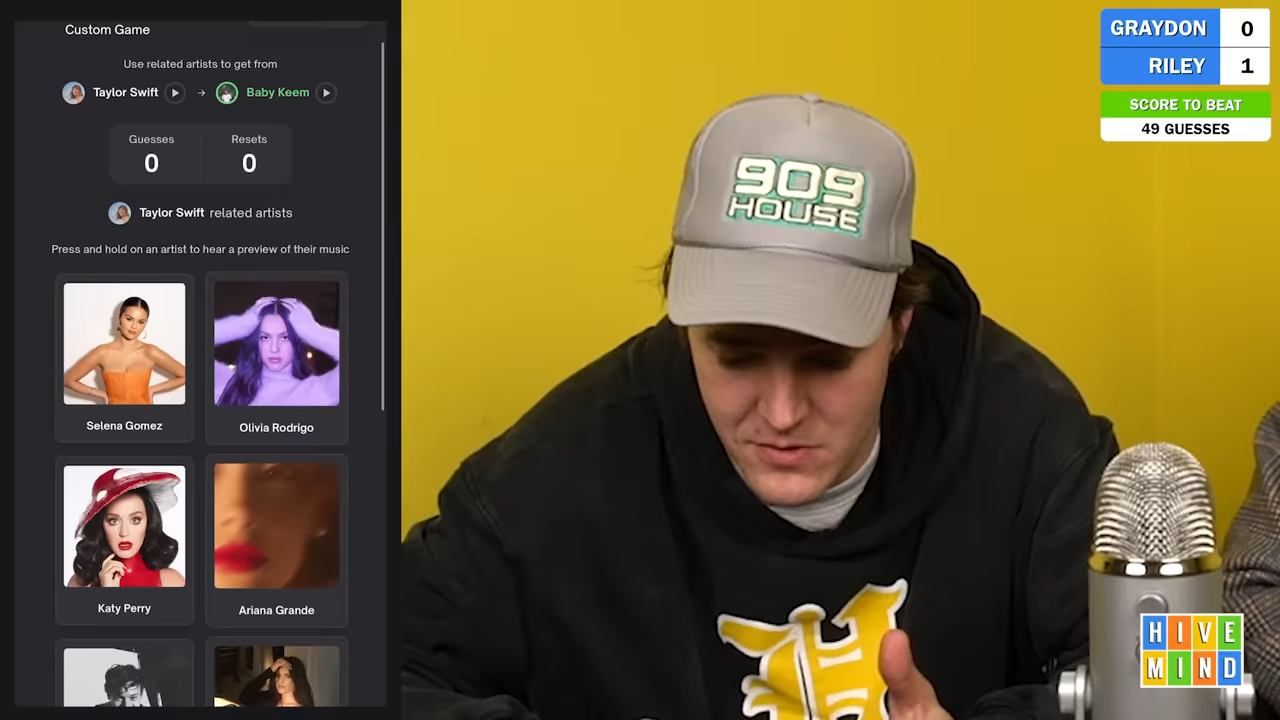 Custom Game
Use related artists to get from
Taylor Swift → Baby Keem
Guesses Resets
0 0
Taylor Swift related artists
Press and hold on an artist to hear a preview of their music
Selena Gomez Olivia Rodrigo
Katy Perry Ariana Grande
GRAYDON 0
RILEY 1
SCORE TO BEAT
49 GUESSES
909
HOUSE
H
HIVE
MIND